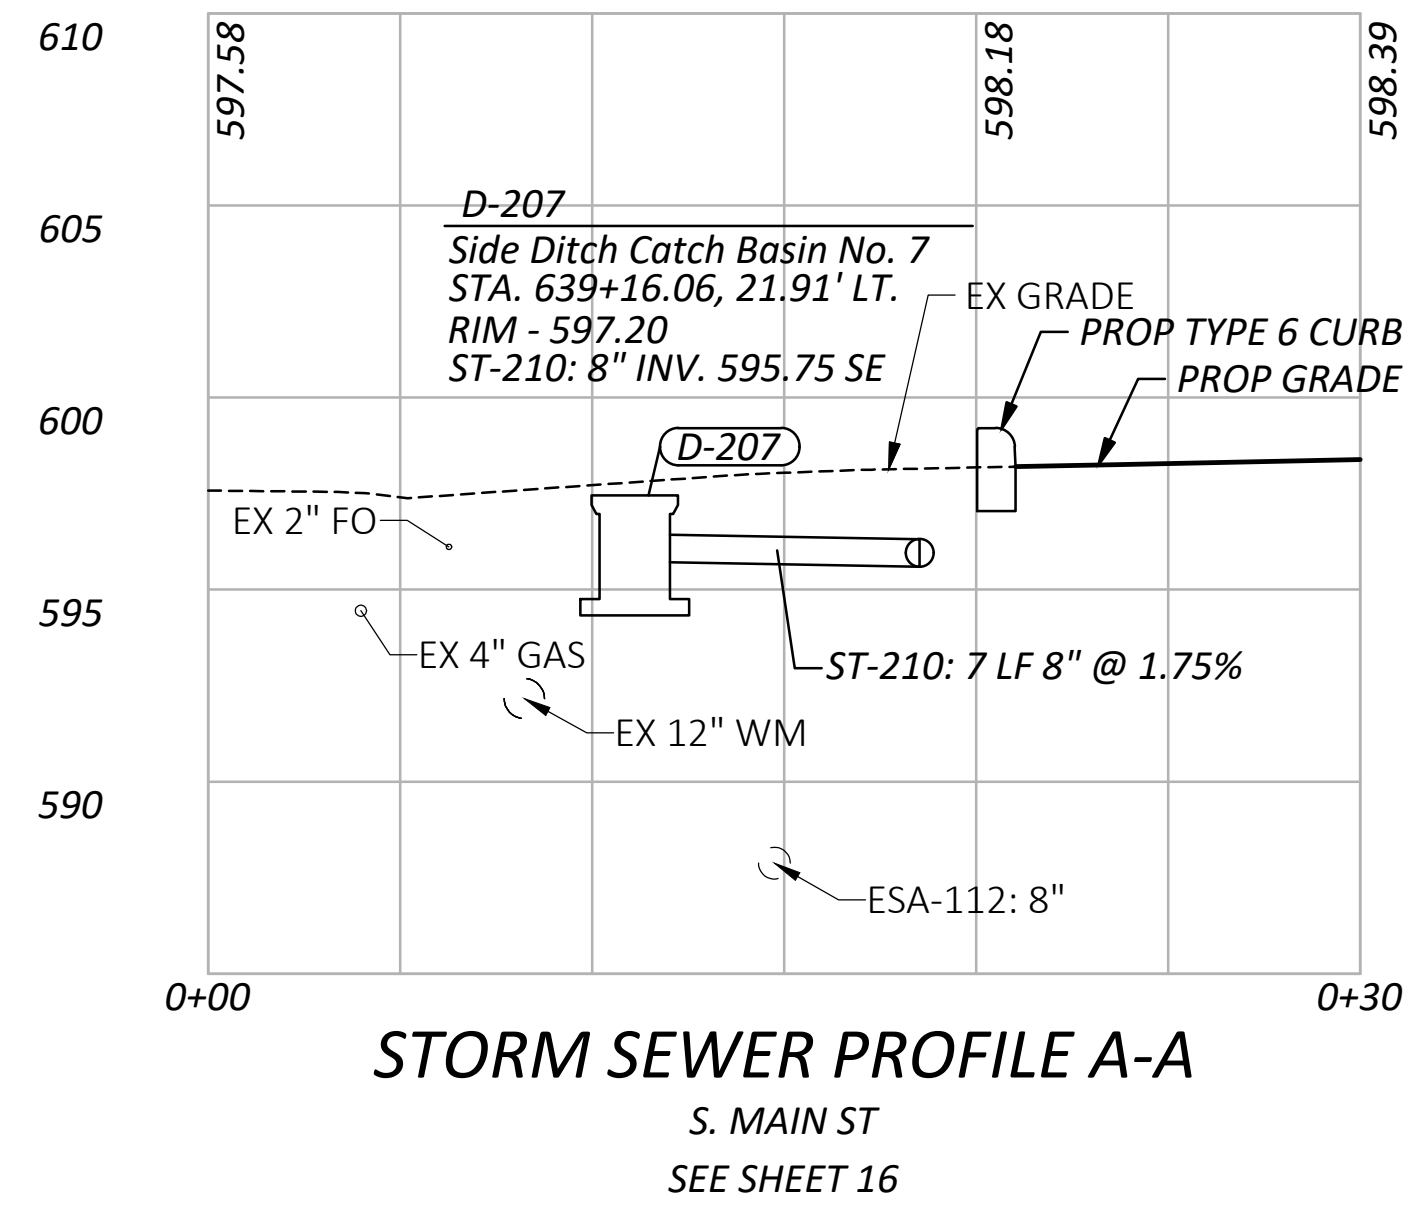 610
597.58
598.18
598.39
605
D-207
Side Ditch Catch Basin No. 7
STA. 639+16.06, 21.91' LT.
RIM - 597.20
ST-210: 8" INV. 595.75 SE
EX GRADE
PROP TYPE 6 CURB
PROP GRADE
600
D-207
EX 2" FO
595
EX 4" GAS
ST-210: 7 LF 8" @ 1.75%
EX 12" WM
590
ESA-112: 8"
0+00
0+30
STORM SEWER PROFILE A-A
S. MAIN ST
SEE SHEET 16